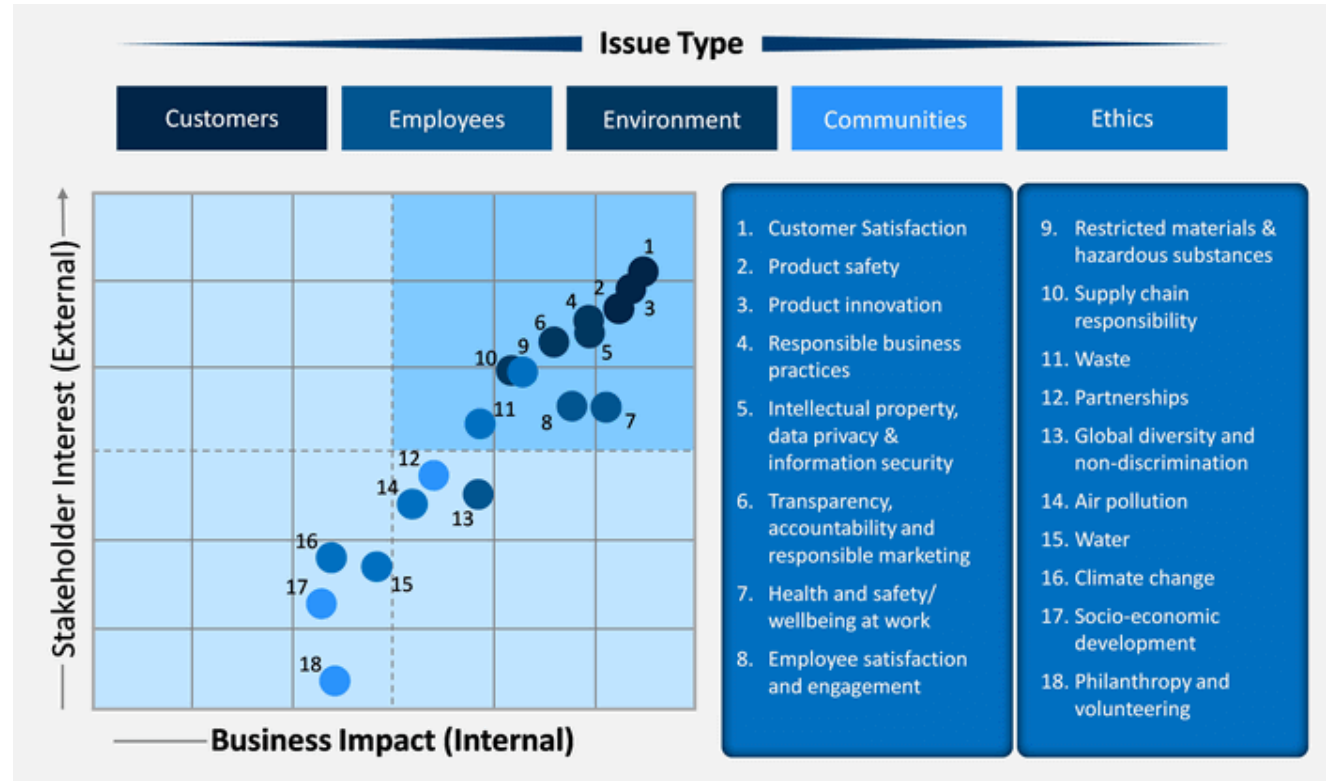 Issue Type
Customers
Employees
Environment
Communities
Ethics
Stakeholder Interest (External)
1
2
3
4
5
6
9
10
8
7
11
12
14
13
16
15
17
18
Business Impact (Internal)
1. Customer Satisfaction
2. Product safety
3. Product innovation
4. Responsible business
practices
5. Intellectual property,
data privacy &
information security
6. Transparency,
accountability and
responsible marketing
7. Health and safety/
wellbeing at work
8. Employee satisfaction
and engagement
9. Restricted materials &
hazardous substances
10. Supply chain
responsibility
11. Waste
12. Partnerships
13. Global diversity and
non-discrimination
14. Air pollution
15. Water
16. Climate change
17. Socio-economic
development
18. Philanthropy and
volunteering